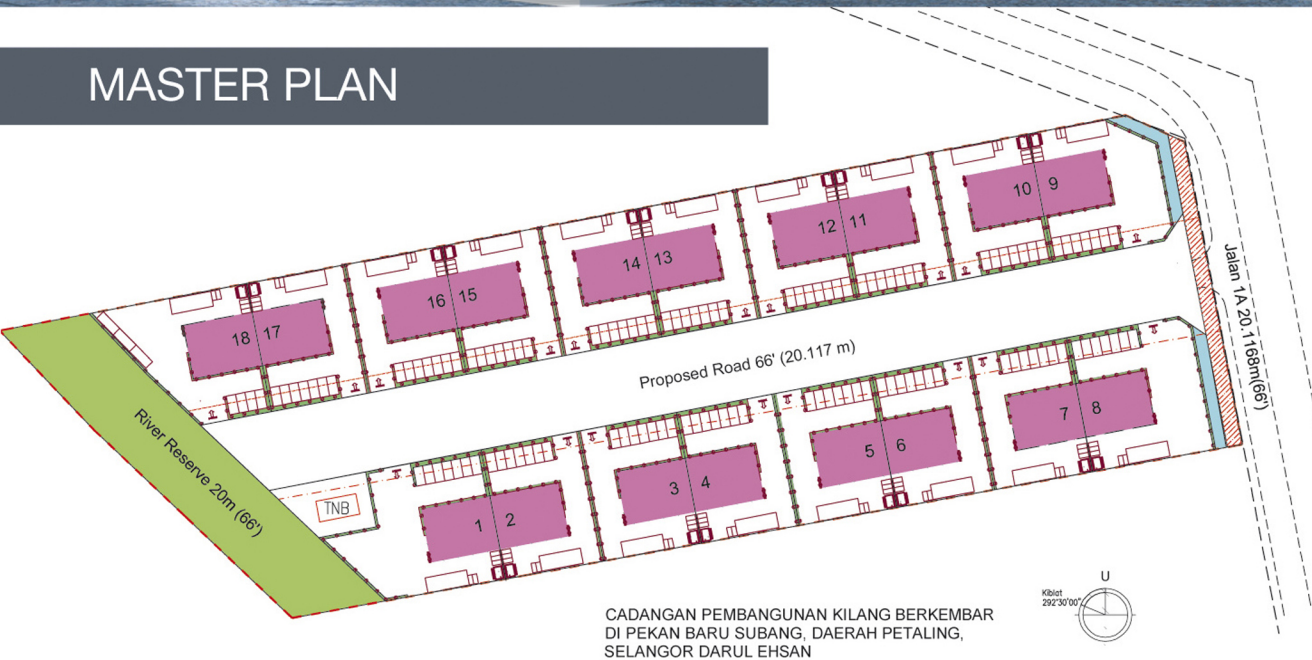 MASTER PLAN
10 9
12 11
14 13
16 15
18 17
Jalan 1A 20.1168m(66')
Proposed Road 66' (20.117 m)
River Reserve 20m (66')
7 8
5 6
3 4
1 2
TNB
U
Kiblat
292°30'00"
CADANGAN PEMBANGUNAN KILANG BERKEMBAR
DI PEKAN BARU SUBANG, DAERAH PETALING,
SELANGOR DARUL EHSAN